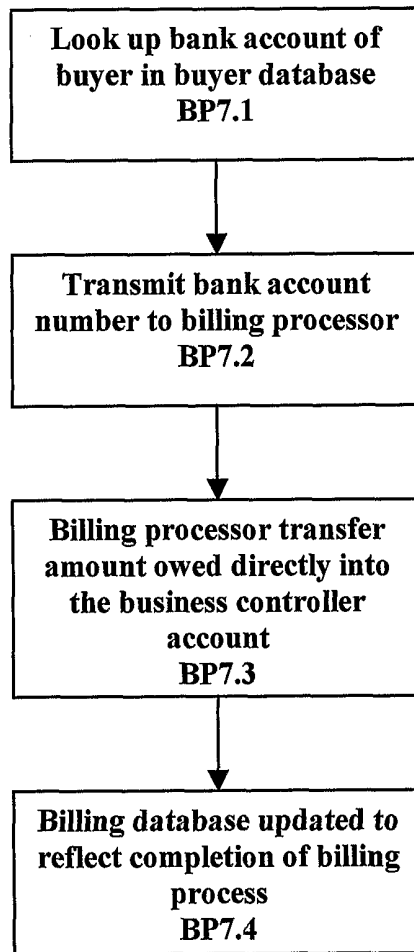 Look up bank account of
buyer in buyer database
BP7.1
Transmit bank account
number to billing processor
BP7.2
Billing processor transfer
amount owed directly into
the business controller
account
BP7.3
Billing database updated to
reflect completion of billing
process
BP7.4